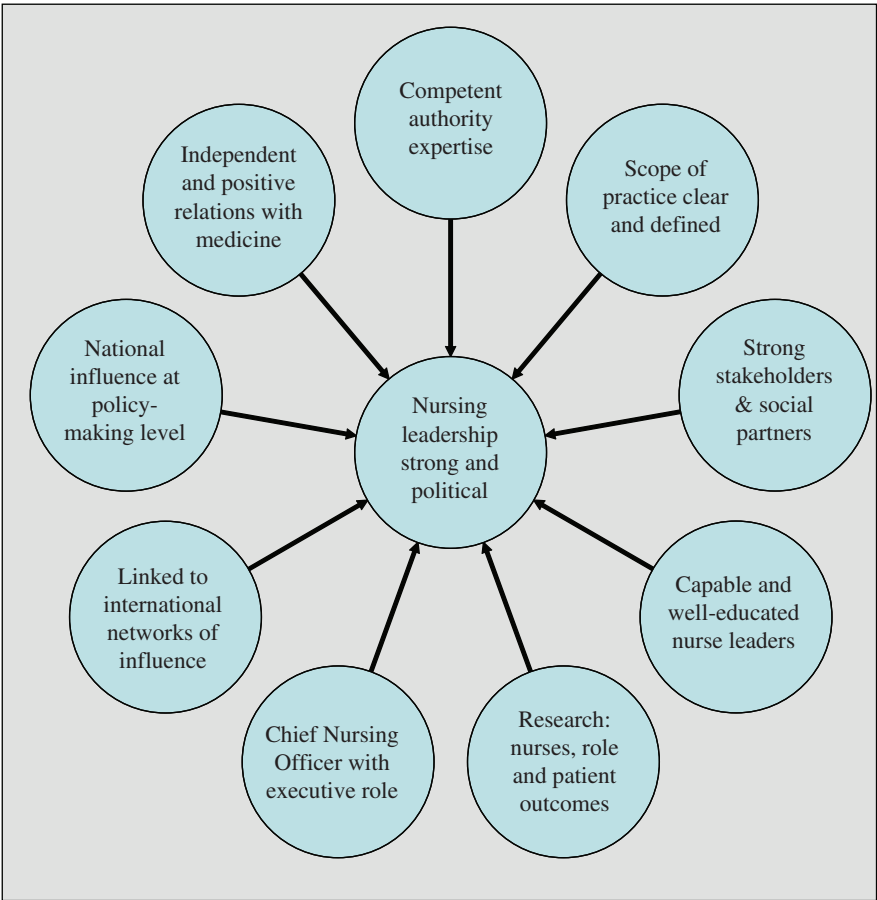 Competent
authority
expertise
Independent
and positive
relations with
medicine
Scope of
practice clear
and defined
National
influence at
policy-
making level
Strong
stakeholders
& social
partners
Nursing
leadership
strong and
political
Linked to
international
networks of
influence
Capable and
well-educated
nurse leaders
Chief Nursing
Officer with
executive role
Research:
nurses, role
and patient
outcomes